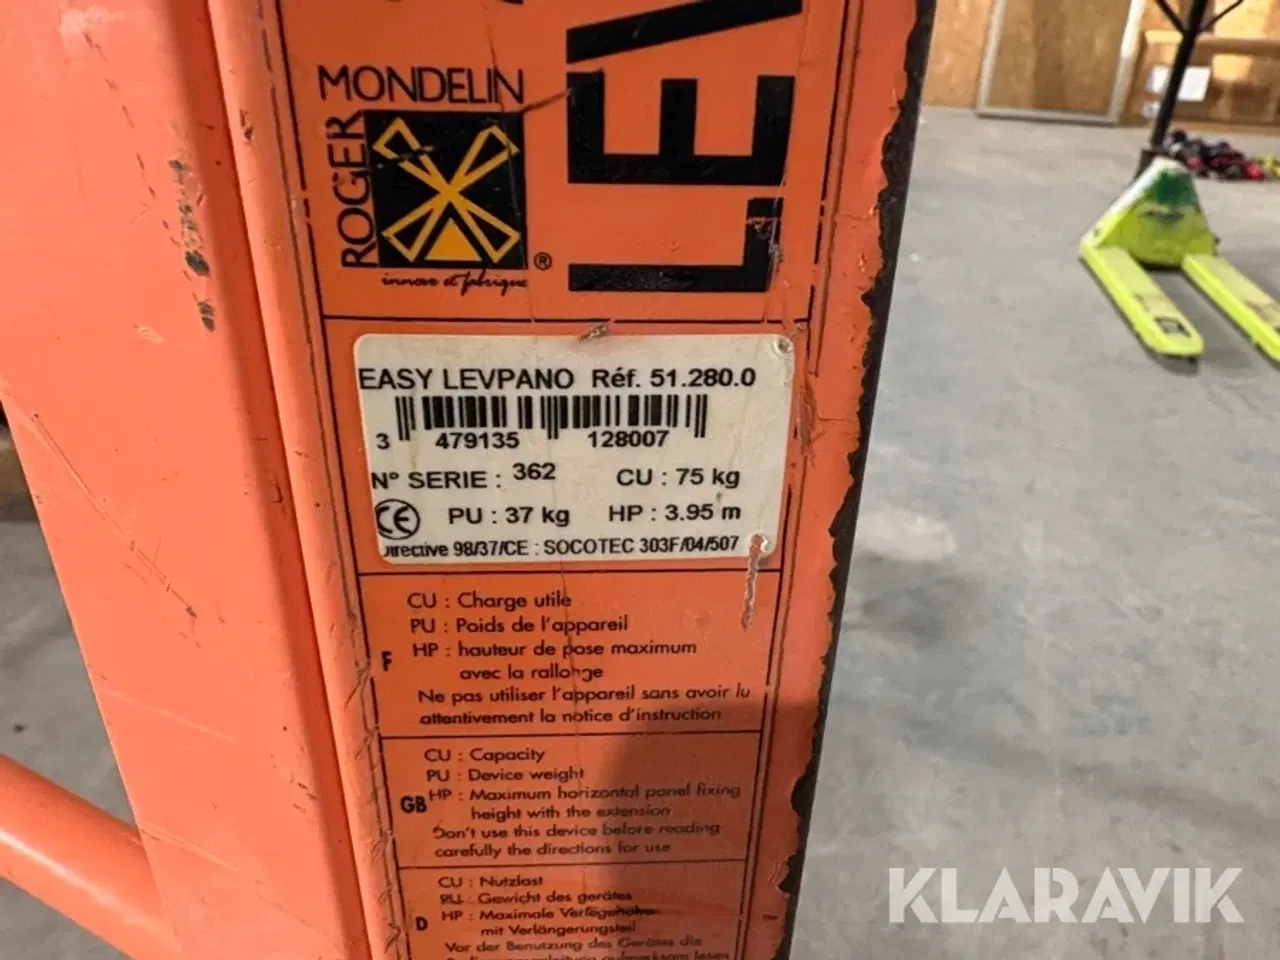 ROGER MONDELIN
innove et fabrique
®
LEV
EASY LEVPANO Réf. 51.280.0
3 479135 128007
N° SERIE : 362 CU : 75 kg
CE PU : 37 kg HP : 3.95 m
Directive 98/37/CE : SOCOTEC 303F/04/507
F
CU : Charge utile
PU : Poids de l'appareil
HP : hauteur de pose maximum
avec la rallonge
Ne pas utiliser l'appareil sans avoir lu
attentivement la notice d'instruction
GB
CU : Capacity
PU : Device weight
HP : Maximum horizontal panel fixing
height with the extension
Don't use this device before reading
carefully the directions for use
D
CU : Nutzlast
PU : Gewicht des gerätes
HP : Maximale Verlegehöhe
mit Verlängerungsteil
Vor der Benutzung des Gerätes die
Bedienungsanleitung aufmerksam lesen
KLARAVIK